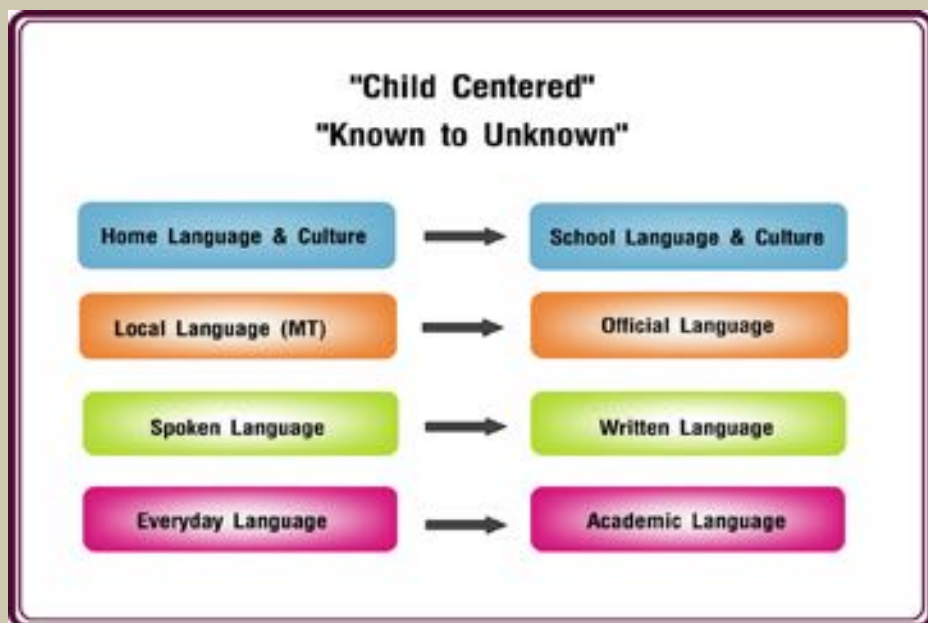 "Child Centered"
"Known to Unknown"
Home Language & Culture
School Language & Culture
Local Language (MT)
Official Language
Spoken Language
Written Language
Everyday Language
Academic Language